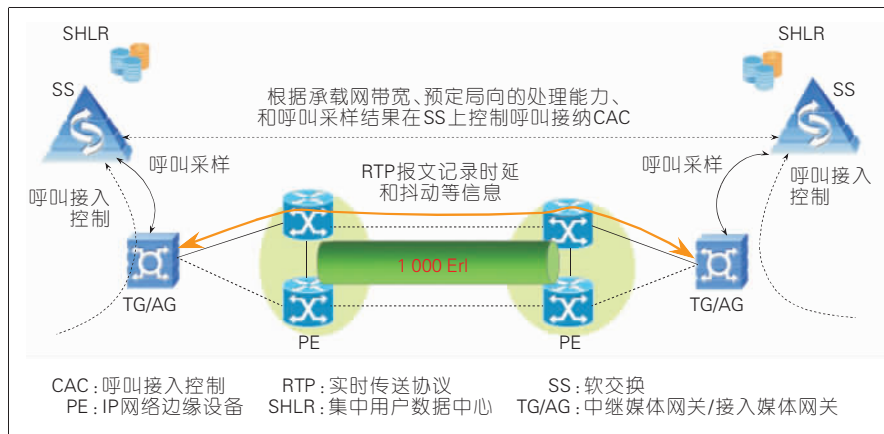 SHLR
SHLR
SS
SS
根据承载网带宽、预定局向的处理能力、
和呼叫采样结果在SS上控制呼叫接纳CAC
呼叫采样
呼叫采样
RTP报文记录时延
和抖动等信息
呼叫接入
控制
呼叫接入
控制
1 000 Erl
TG/AG
TG/AG
PE
PE
CAC:呼叫接入控制 RTP:实时传送协议 SS:软交换
PE:IP网络边缘设备 SHLR:集中用户数据中心 TG/AG:中继媒体网关/接入媒体网关